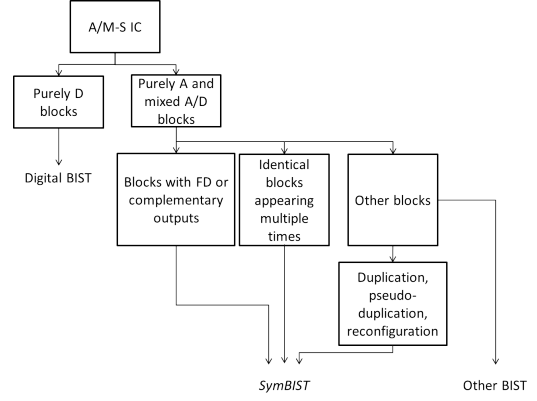 A/M-S IC
Purely D
blocks
Purely A and
mixed A/D
blocks
Digital BIST
Blocks with FD or
complementary
outputs
Identical
blocks
appearing
multiple
times
Other blocks
Duplication,
pseudo-
duplication,
reconfiguration
SymBIST
Other BIST